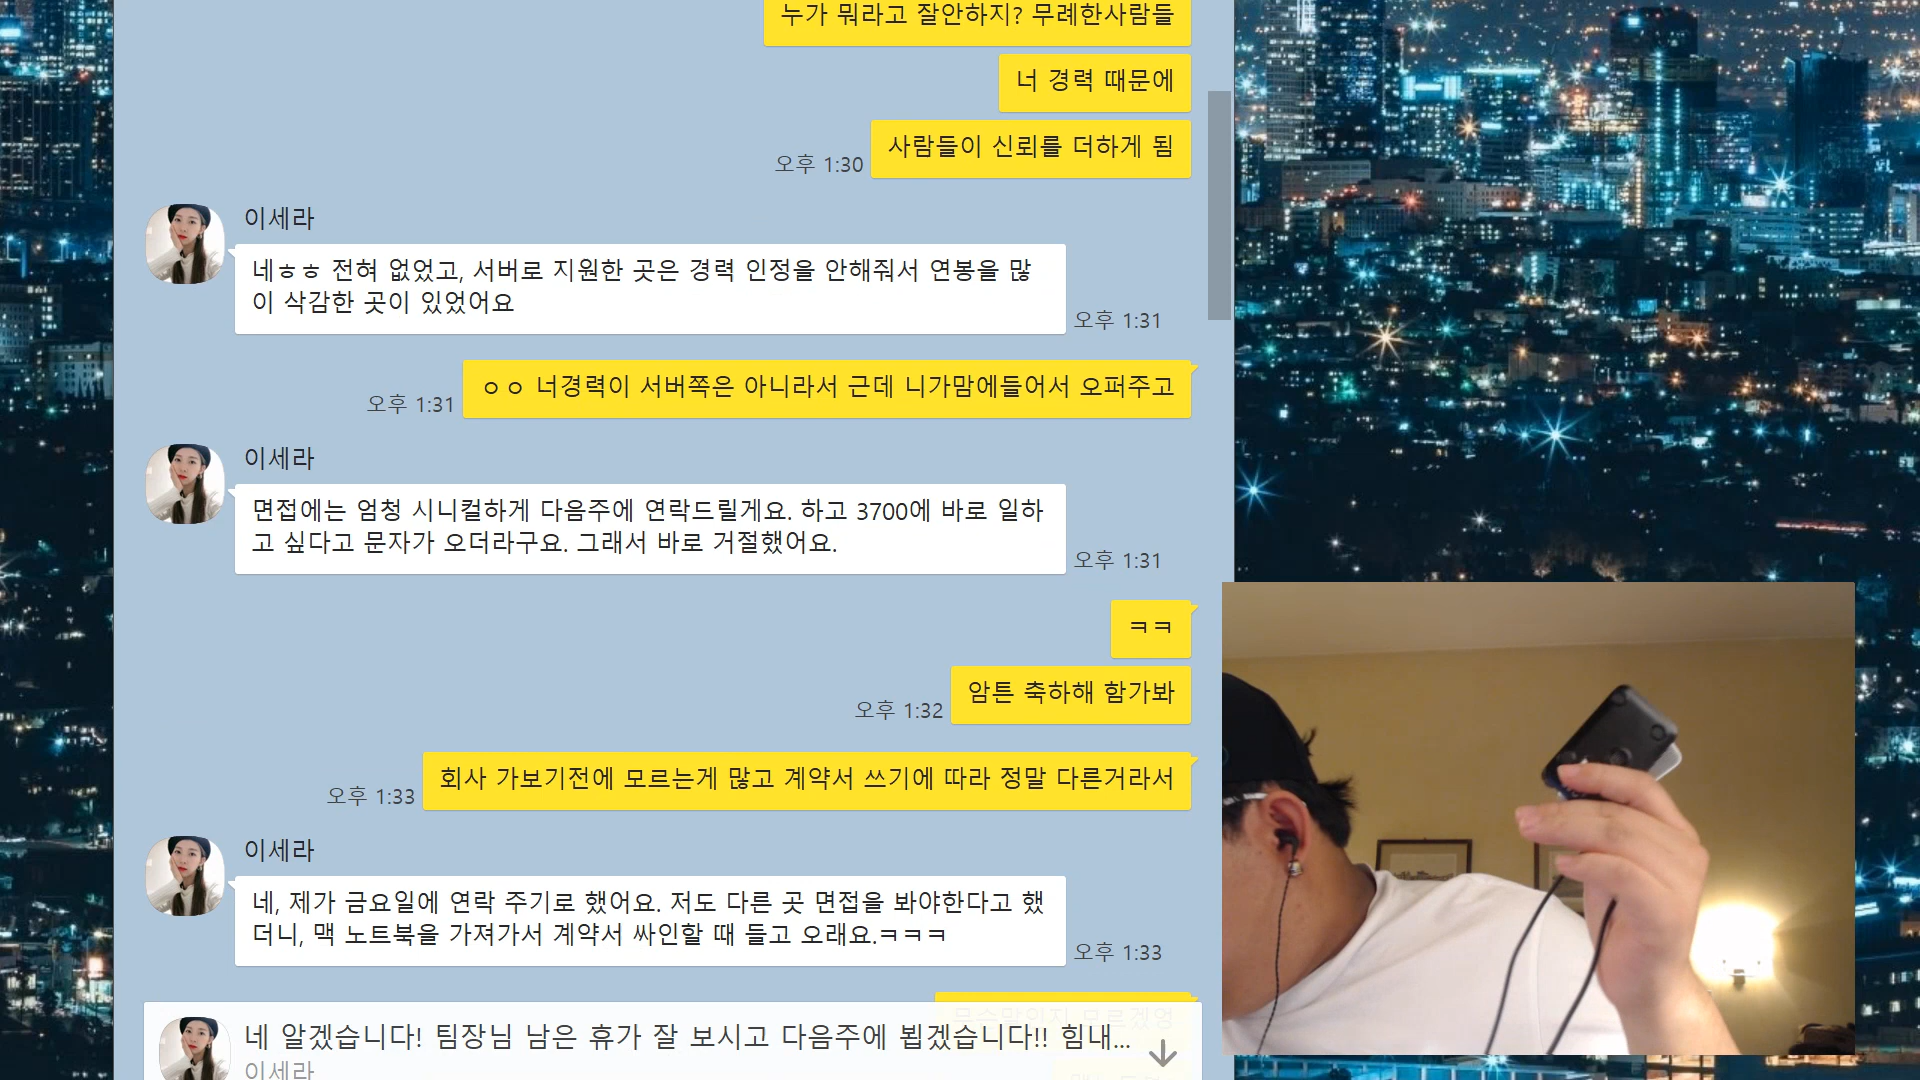 누가 뭐라고 잘안하지? 무례한사람들
너 경력 때문에
사람들이 신뢰를 더하게 됨
오후 1:30
이세라
네ㅎㅎ 전혀 없었고, 서버로 지원한 곳은 경력 인정을 안해줘서 연봉을 많
이 삭감한 곳이 있었어요
오후 1:31
ㅇㅇ 너경력이 서버쪽은 아니라서 근데 니가맘에들어서 오퍼주고
오후 1:31
이세라
면접에는 엄청 시니컬하게 다음주에 연락드릴게요. 하고 3700에 바로 일하
고 싶다고 문자가 오더라구요. 그래서 바로 거절했어요.
오후 1:31
ㅋㅋ
암튼 축하해 함가봐
오후 1:32
회사 가보기전에 모르는게 많고 계약서 쓰기에 따라 정말 다른거라서
오후 1:33
이세라
네, 제가 금요일에 연락 주기로 했어요. 저도 다른 곳 면접을 봐야한다고 했
더니, 맥 노트북을 가져가서 계약서 싸인할 때 들고 오래요.ㅋㅋㅋ
오후 1:33
무슨말인지 모르겠엉
네 알겠습니다! 팀장님 남은 휴가 잘 보시고 다음주에 뵙겠습니다!! 힘내...
이세라